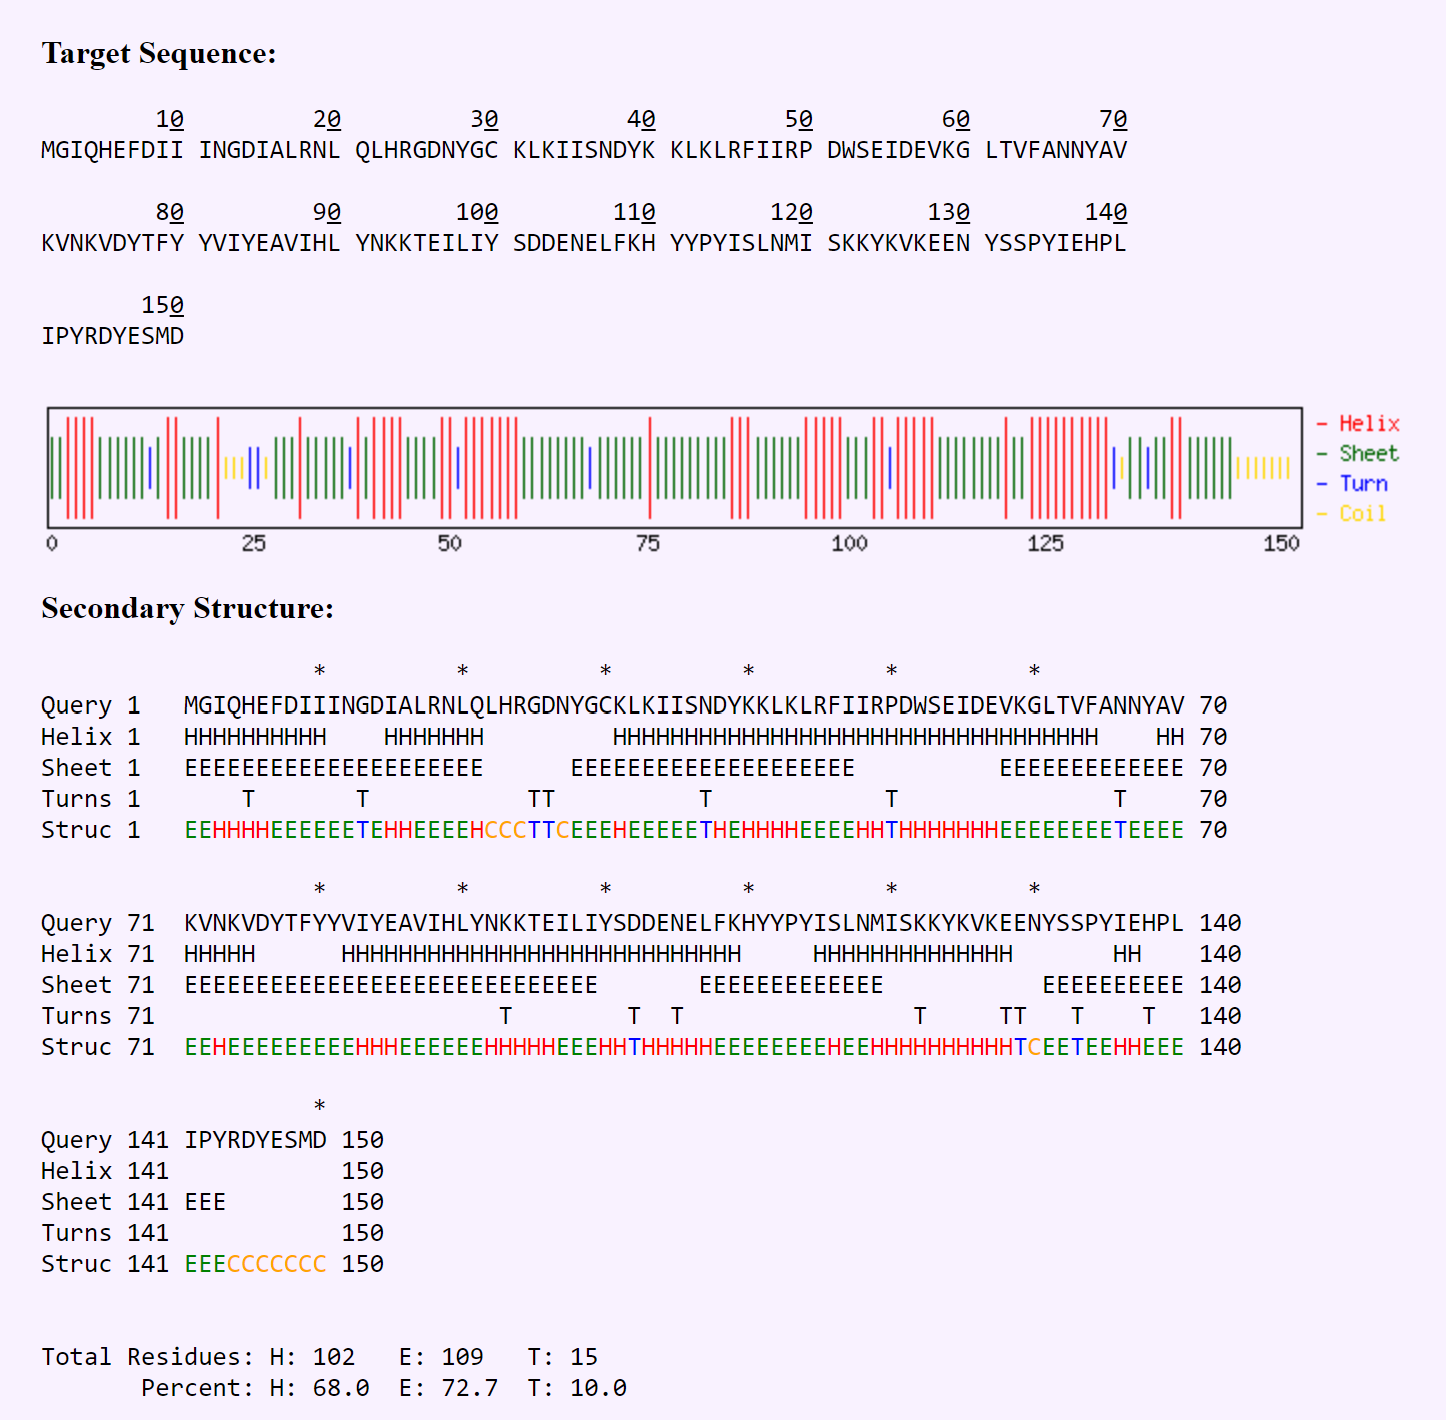 Target Sequence:
10 20 30 40 50 60 70
MGIQHEFDII INGDIALRNL QLHRGDNYGC KLKIISNDYK KLKLRFIIRP DWSEIDEVKG LTVFANNYAV
80 90 100 110 120 130 140
KVNKVDYTFY YVIYEAVIHL YNKKTEILIY SDDENELFKH YYPYISLNMI SKKYKVKEEN YSSPYIEHPL
150
IPYRDYESMD
- Helix
- Sheet
- Turn
- Coil
0 25 50 75 100 125 150
Secondary Structure:
* * * * * *
Query 1 MGIQHEFDIIINGDIALRNLQLHRGDNYGCKLKIISNDYKKLKLRFIIRPDWSEIDEVKGLTVFANNYAV 70
Helix 1 HHHHHHHHHH HHHHHHH HHHHHHHHHHHHHHHHHHHHHHHHHHHHHHHHHH HH 70
Sheet 1 EEEEEEEEEEEEEEEEEEEEE EEEEEEEEEEEEEEEEEEEE EEEEEEEEEEEEE 70
Turns 1 T T TT T T T 70
Struc 1 EEHHHHEEEEEETEHHEEEEHCCCTTCEEEHEEEEETHEHHHHEEEEHHTHHHHHHHEEEEEEEETEEEE 70
* * * * * *
Query 71 KVNKVDYTFYYVIYEAVIHLYNKKTEILIYSDDENELFKHYYPYISLNMISKKYKVKEENYSSPYIEHPL 140
Helix 71 HHHHH HHHHHHHHHHHHHHHHHHHHHHHHHHHH HHHHHHHHHHHHHH HH 140
Sheet 71 EEEEEEEEEEEEEEEEEEEEEEEEEEEEE EEEEEEEEEEEEE EEEEEEEEEE 140
Turns 71 T T T T TT T T 140
Struc 71 EEHEEEEEEEEEHHHEEEEEEHHHHHEEEHHTHHHHHEEEEEEEEHEEHHHHHHHHHHTCEETEEHHEEE 140
*
Query 141 IPYRDYESMD 150
Helix 141 150
Sheet 141 EEE 150
Turns 141 150
Struc 141 EEECCCCCCC 150
Total Residues: H: 102 E: 109 T: 15
Percent: H: 68.0 E: 72.7 T: 10.0